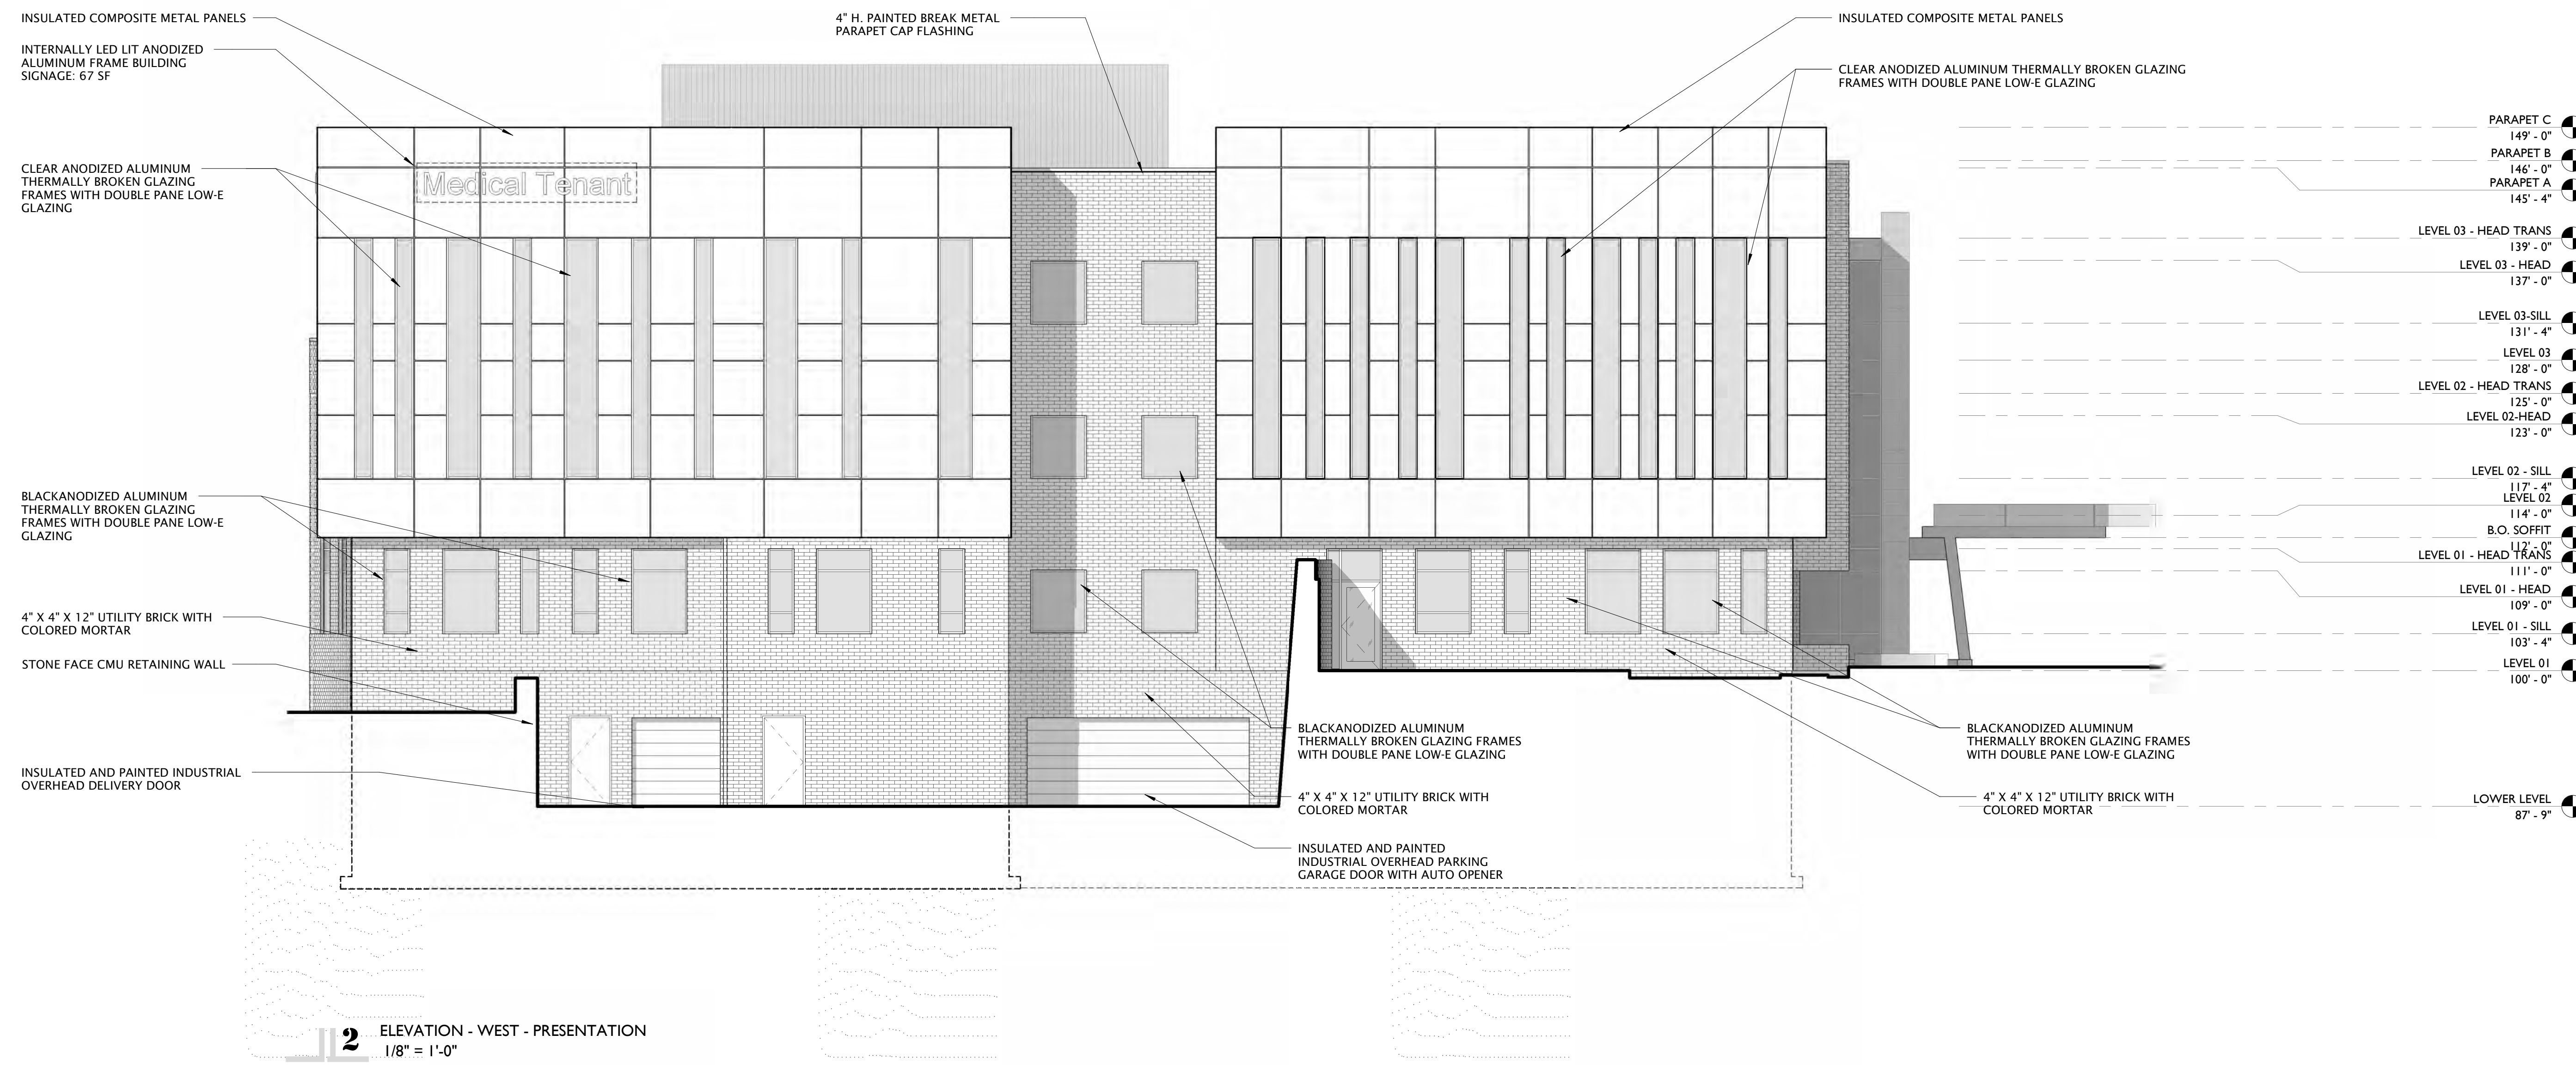 INSULATED COMPOSITE METAL PANELS
INTERNALLY LED LIT ANODIZED
ALUMINUM FRAME BUILDING
SIGNAGE: 67 SF
CLEAR ANODIZED ALUMINUM
THERMALLY BROKEN GLAZING
FRAMES WITH DOUBLE PANE LOW-E
GLAZING
BLACKANODIZED ALUMINUM
THERMALLY BROKEN GLAZING
FRAMES WITH DOUBLE PANE LOW-E
GLAZING
4" X 4" X 12" UTILITY BRICK WITH
COLORED MORTAR
STONE FACE CMU RETAINING WALL
INSULATED AND PAINTED INDUSTRIAL
OVERHEAD DELIVERY DOOR
4" H. PAINTED BREAK METAL
PARAPET CAP FLASHING
Medical Tenant
INSULATED COMPOSITE METAL PANELS
CLEAR ANODIZED ALUMINUM THERMALLY BROKEN GLAZING
FRAMES WITH DOUBLE PANE LOW-E GLAZING
BLACKANODIZED ALUMINUM
THERMALLY BROKEN GLAZING FRAMES
WITH DOUBLE PANE LOW-E GLAZING
4" X 4" X 12" UTILITY BRICK WITH
COLORED MORTAR
INSULATED AND PAINTED
INDUSTRIAL OVERHEAD PARKING
GARAGE DOOR WITH AUTO OPENER
BLACKANODIZED ALUMINUM
THERMALLY BROKEN GLAZING FRAMES
WITH DOUBLE PANE LOW-E GLAZING
4" X 4" X 12" UTILITY BRICK WITH
COLORED MORTAR
PARAPET C
149' - 0"
PARAPET B
146' - 0"
PARAPET A
145' - 4"
LEVEL 03 - HEAD TRANS
139' - 0"
LEVEL 03 - HEAD
137' - 0"
LEVEL 03-SILL
131' - 4"
LEVEL 03
128' - 0"
LEVEL 02 - HEAD TRANS
125' - 0"
LEVEL 02-HEAD
123' - 0"
LEVEL 02 - SILL
117' - 4"
LEVEL 02
114' - 0"
B.O. SOFFIT
112' - 0"
LEVEL 01 - HEAD TRANS
111' - 0"
LEVEL 01 - HEAD
109' - 0"
LEVEL 01 - SILL
103' - 4"
LEVEL 01
100' - 0"
LOWER LEVEL
87' - 9"
2 ELEVATION - WEST - PRESENTATION
1/8" = 1'-0"